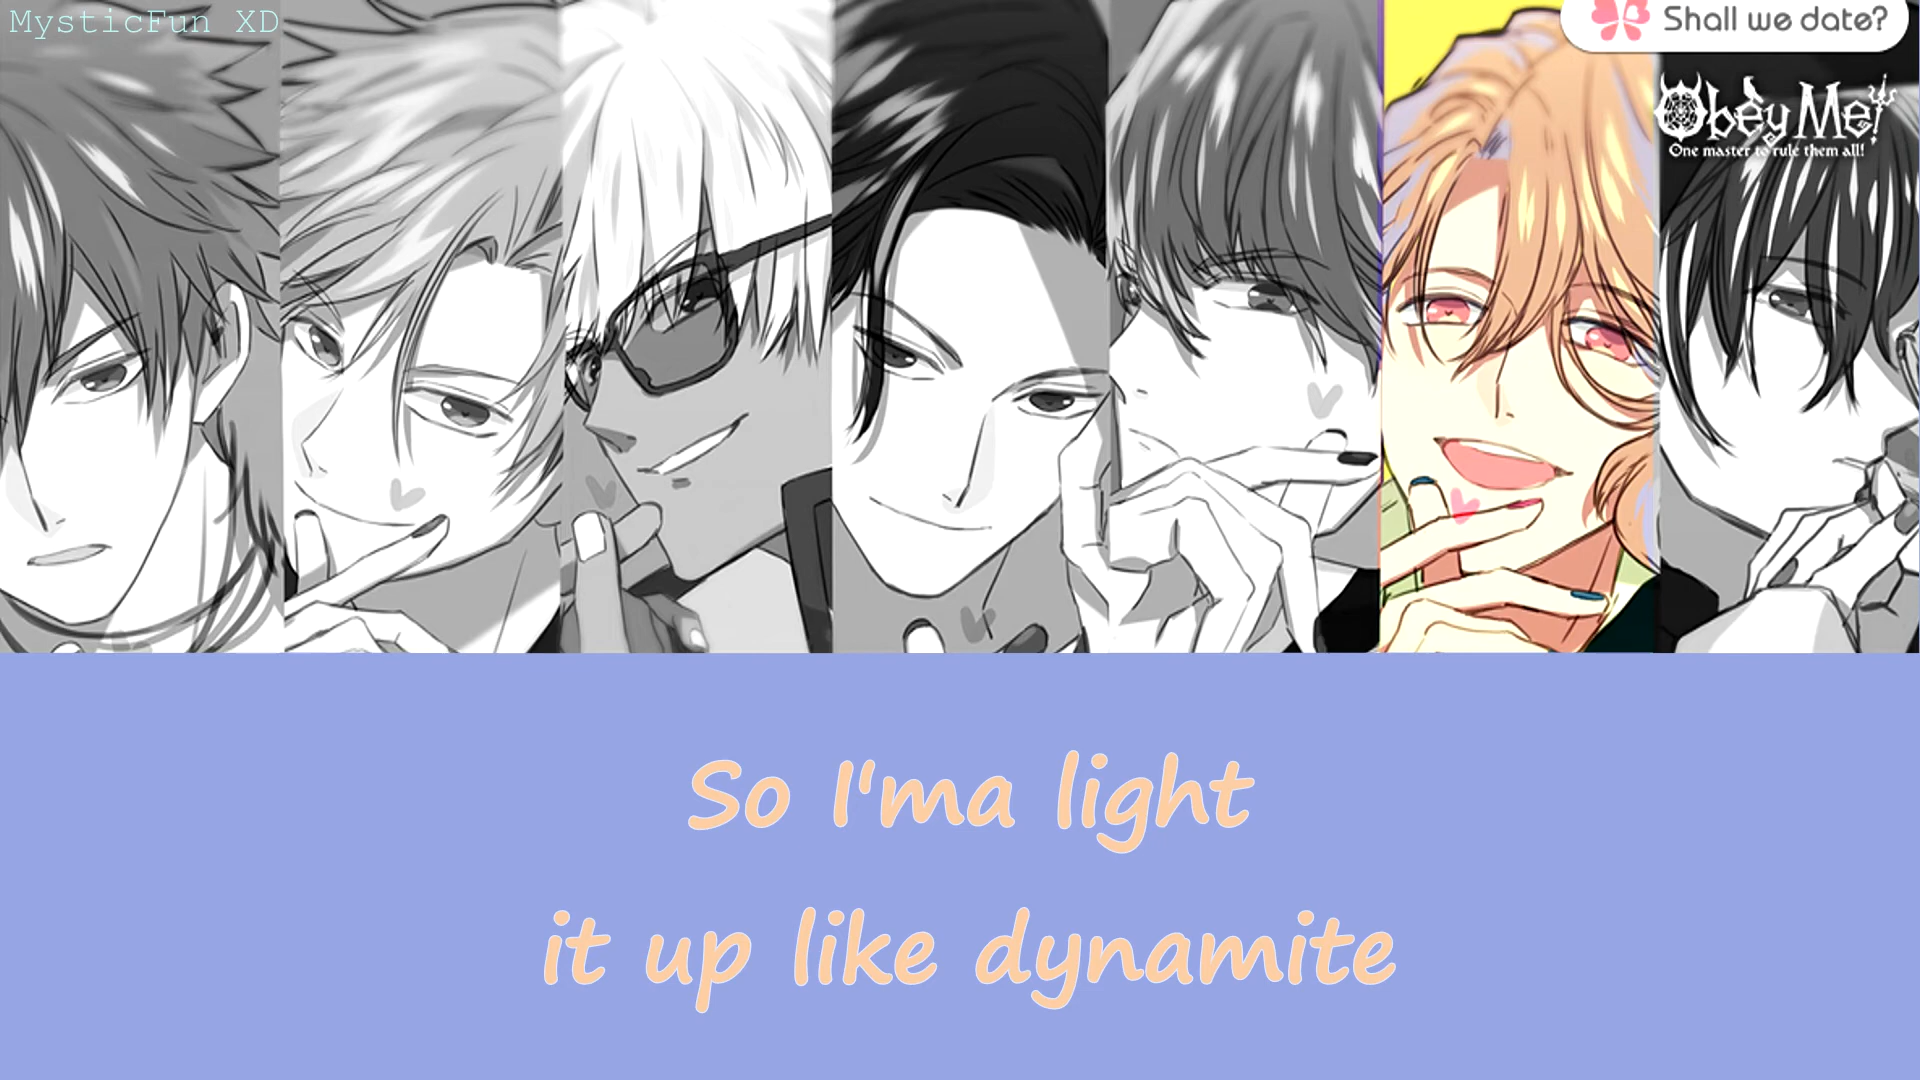 MysticFun XD
Shall we date?
Obey Me!
One master to rule them all!
So I'ma light
it up like dynamite